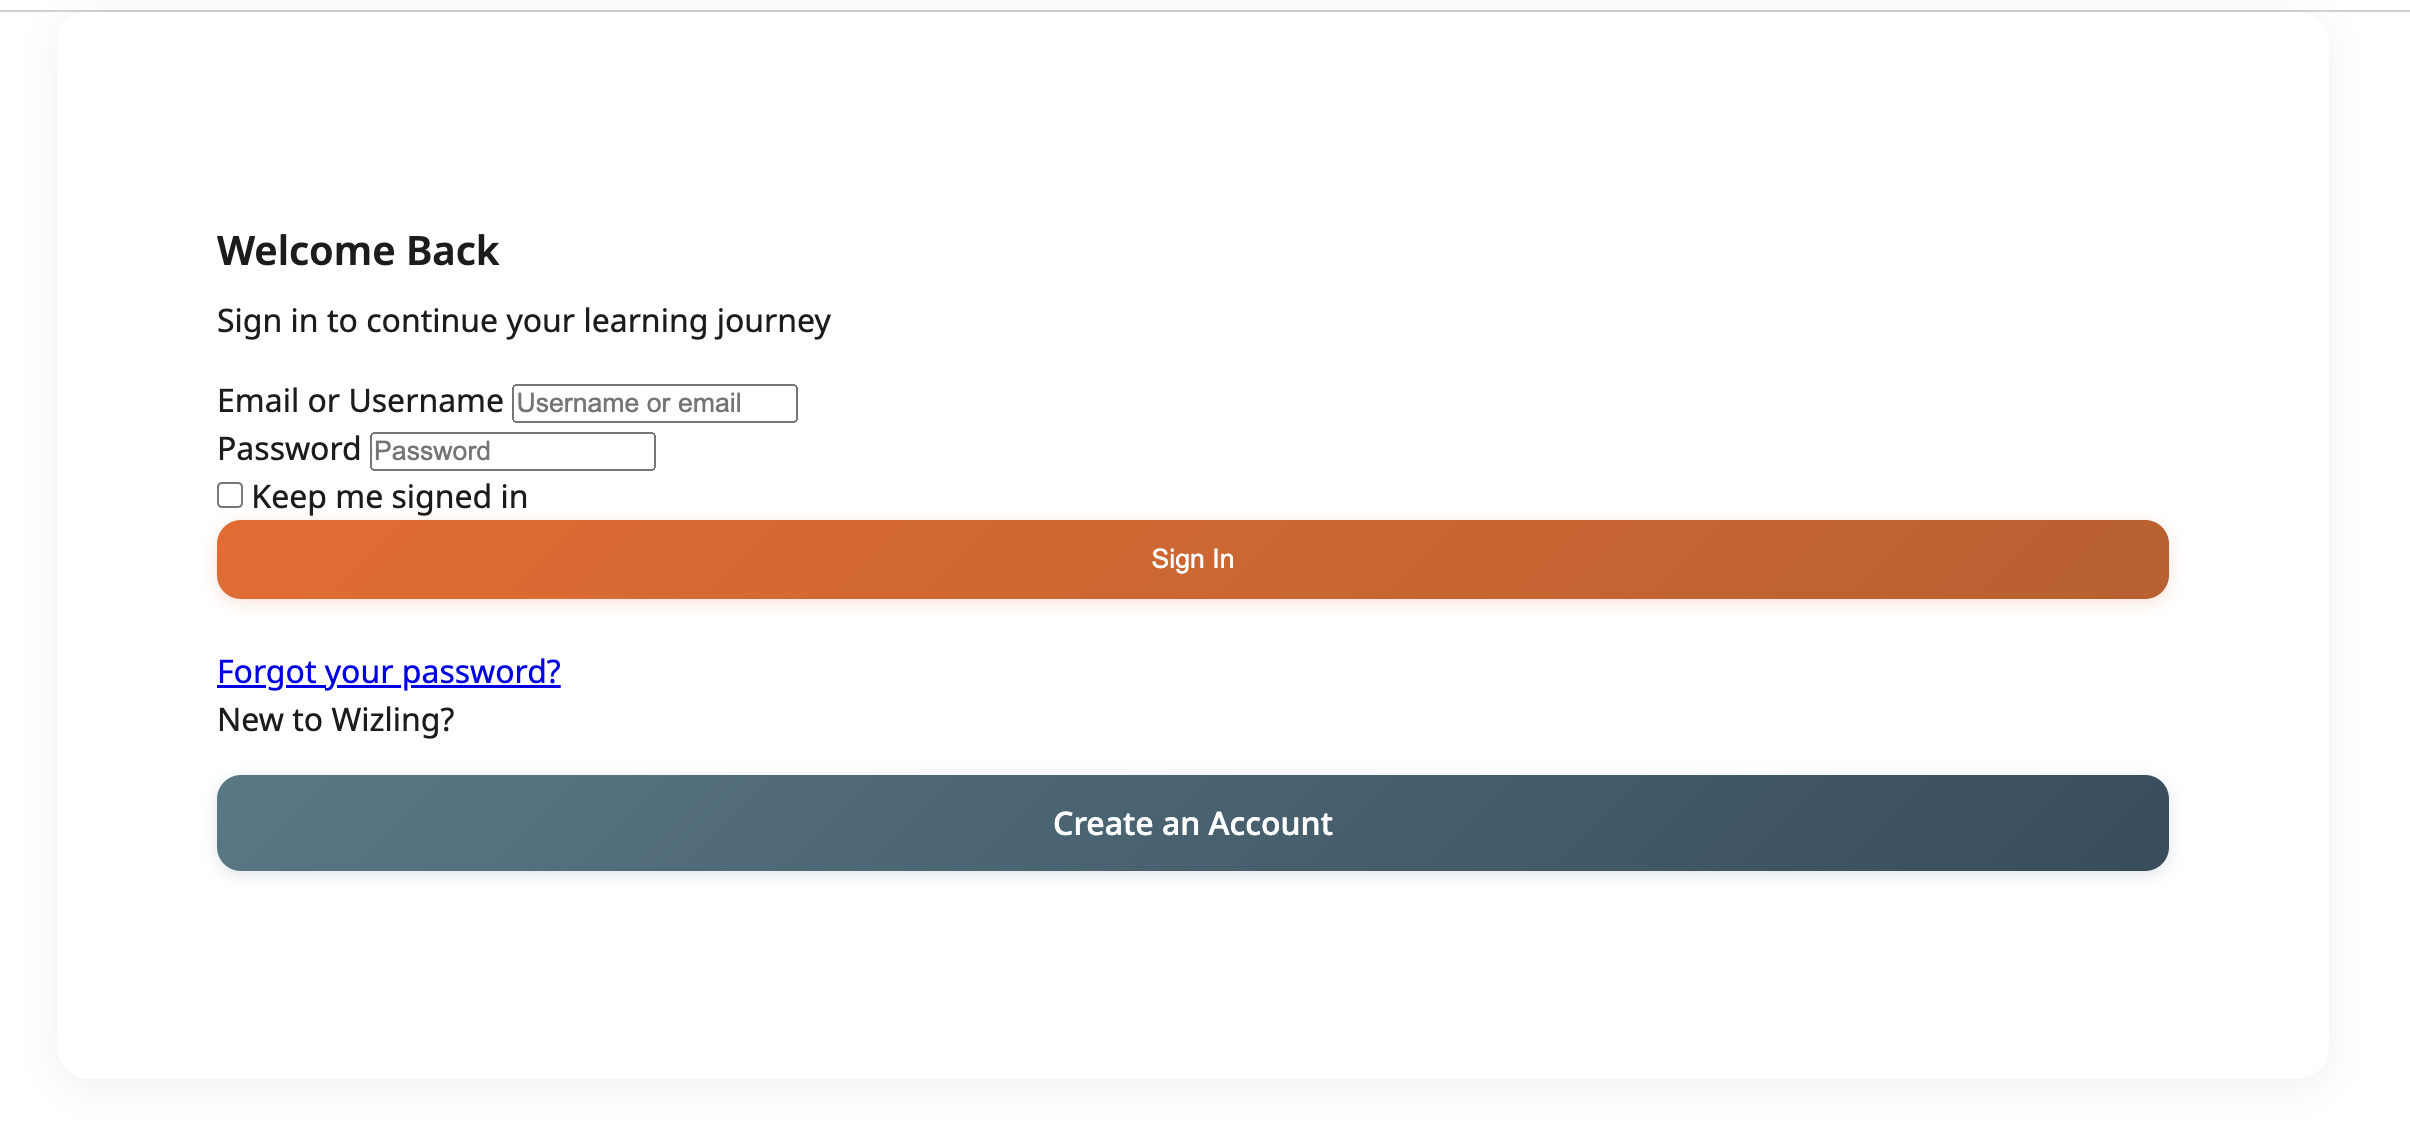 Welcome Back
Sign in to continue your learning journey
Email or Username Username or email
Password Password
Keep me signed in
Sign In
Forgot your password?
New to Wizling?
Create an Account